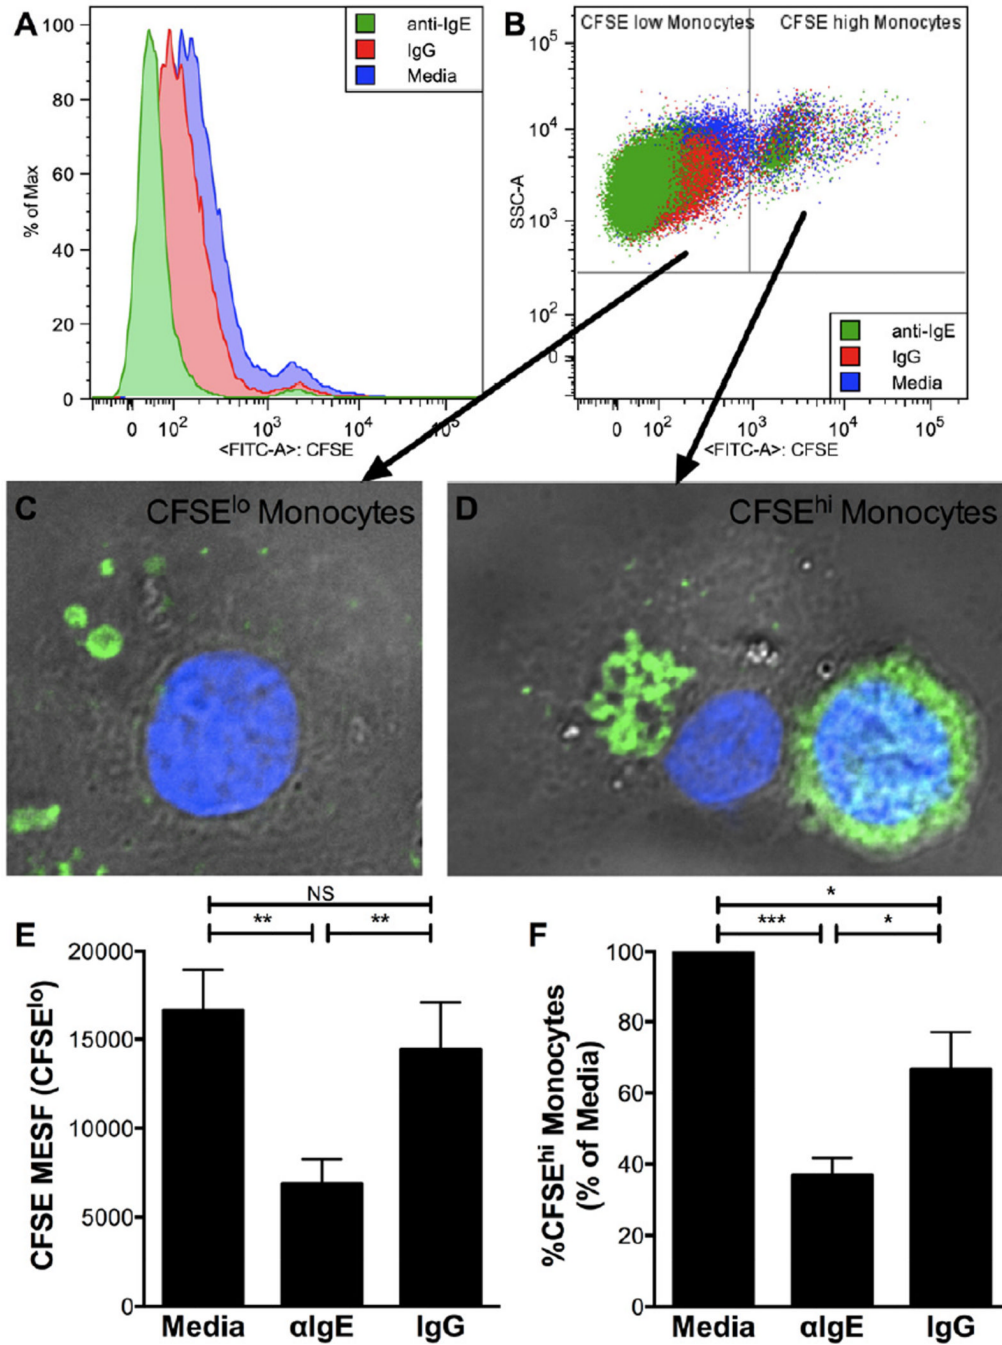 A
anti-IgE
IgG
Media
100
80
60
40
20
0
% of Max
0 10² 10³ 10⁴ 10⁵
<FITC-A>: CFSE
B
CFSE low Monocytes CFSE high Monocytes
10⁵
10⁴
10³
10²
0
SSC-A
anti-IgE
IgG
Media
0 10² 10³ 10⁴ 10⁵
<FITC-A>: CFSE
C CFSEˡᵒ Monocytes
D CFSEʰⁱ Monocytes
E
NS
** **
20000
15000
10000
5000
0
CFSE MESF (CFSEˡᵒ)
Media αIgE IgG
F
*
*** *
100
80
60
40
20
0
%CFSEʰⁱ Monocytes
(% of Media)
Media αIgE IgG